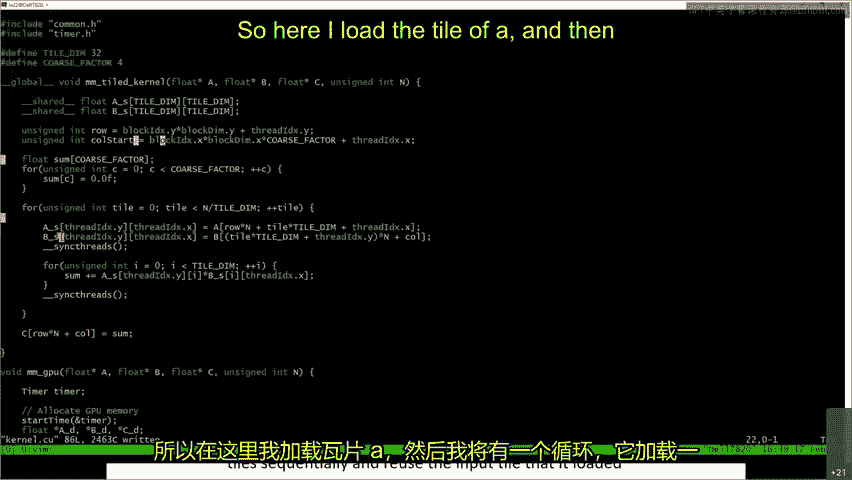 So here I load the tile of a, and then
#include "common.h"
#include "timer.h"
#define TILE_DIM 32
#define COARSE_FACTOR 4
__global__ void mm_tiled_kernel(float* A, float* B, float* C, unsigned int N) {
__shared__ float A_s[TILE_DIM][TILE_DIM];
__shared__ float B_s[TILE_DIM][TILE_DIM];
unsigned int row = blockIdx.y*blockDim.y + threadIdx.y;
unsigned int colStart = blockIdx.x*blockDim.x*COARSE_FACTOR + threadIdx.x;
float sum[COARSE_FACTOR];
for(unsigned int c = 0; c < COARSE_FACTOR; ++c) {
sum[c] = 0.0f;
}
for(unsigned int tile = 0; tile < N/TILE_DIM; ++tile) {
A_s[threadIdx.y][threadIdx.x] = A[row*N + tile*TILE_DIM + threadIdx.x];
B_s[threadIdx.y][threadIdx.x] = B[(tile*TILE_DIM + threadIdx.y)*N + col];
__syncthreads();
for(unsigned int i = 0; i < TILE_DIM; ++i) {
sum += A_s[threadIdx.y][i]*B_s[i][threadIdx.x];
}
__syncthreads();
}
C[row*N + col] = sum;
}
void mm_gpu(float* A, float* B, float* C, unsigned int N) {
Timer timer;
// Allocate GPU memory
startTime(&timer);
float *A_d, *B_d, *C_d;
"kernel.cu" 86L, 2463C written
22,0-1
所以在这里我加载瓦片 a，然后我将有一个循环，它加载一
tiles sequentially and reuse the input tile that it loaded
+21